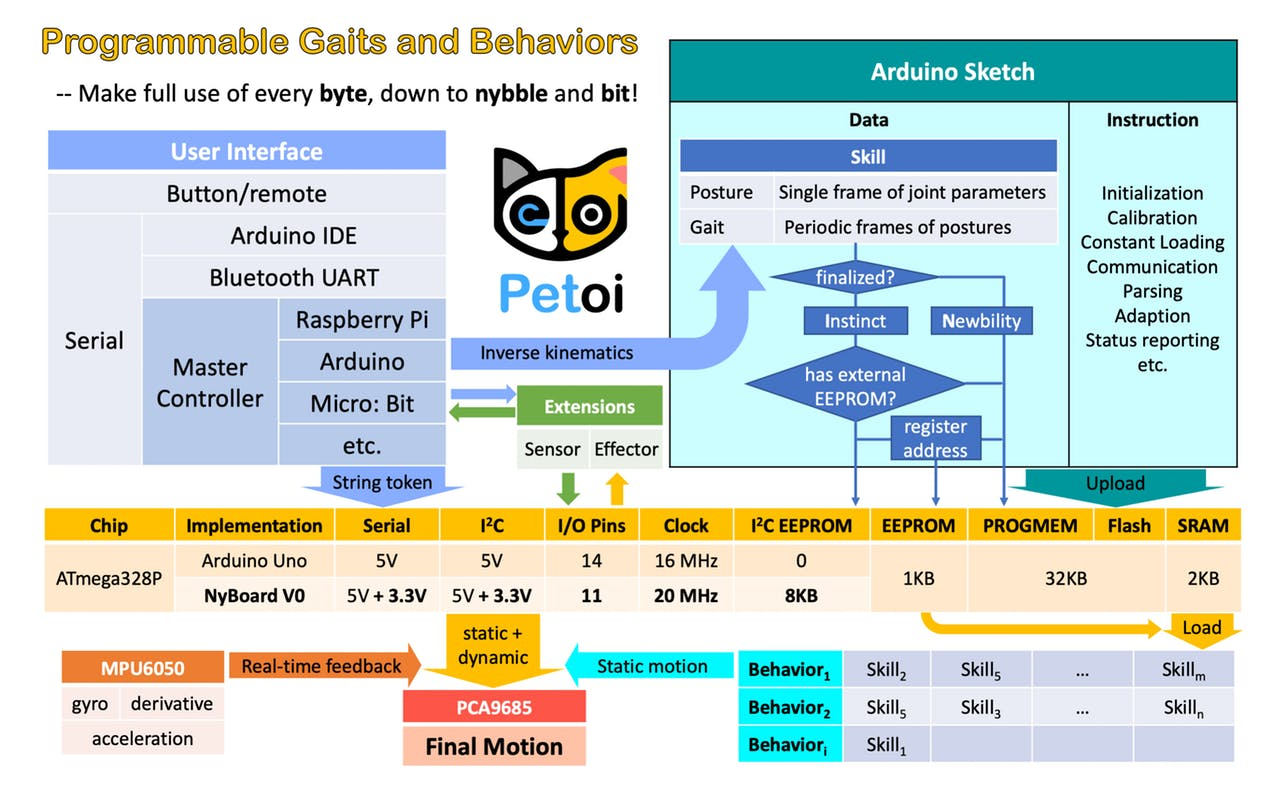 Programmable Gaits and Behaviors
-- Make full use of every byte, down to nybble and bit!
User Interface
Button/remote
Serial
Arduino IDE
Bluetooth UART
Master
Controller
Raspberry Pi
Arduino
Micro: Bit
etc.
String token
Petoi
Inverse kinematics
Extensions
Sensor
Effector
Arduino Sketch
Data
Skill
Posture
Single frame of joint parameters
Gait
Periodic frames of postures
finalized?
Instinct
Newbility
has external
EEPROM?
register
address
Instruction
Initialization
Calibration
Constant Loading
Communication
Parsing
Adaption
Status reporting
etc.
Upload
Chip Implementation Serial I²C I/O Pins Clock I²C EEPROM EEPROM PROGMEM Flash SRAM
ATmega328P
Arduino Uno 5V 5V 14 16 MHz 0
NyBoard V0 5V + 3.3V 5V + 3.3V 11 20 MHz 8KB
1KB
32KB
2KB
static +
dynamic
Load
MPU6050
gyro derivative
acceleration
Real-time feedback
PCA9685
Final Motion
Static motion
Behavior₁ Skill₂ Skill₅ ... Skillₘ
Behavior₂ Skill₅ Skill₃ ... Skillₙ
Behaviorᵢ Skill₁